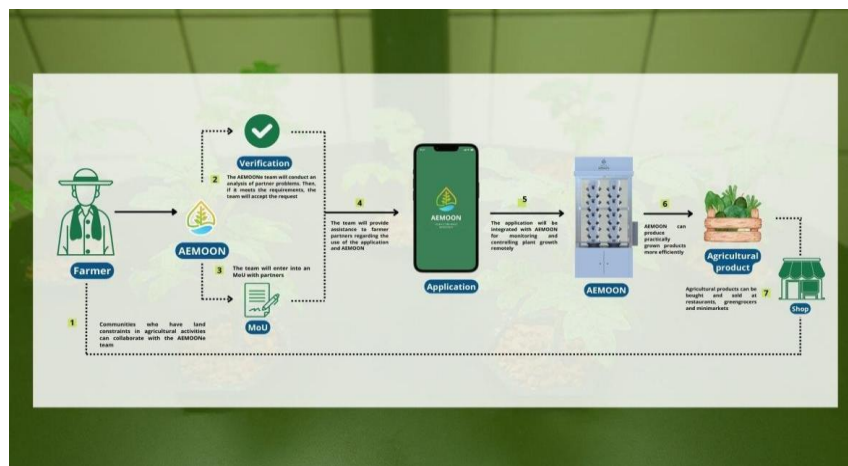 Verification
2
The AEMOONe team will conduct an
analysis of partner problems. Then,
if it meets the requirements, the
team will accept the request
Farmer
AEMOON
3
The team will enter into an
MoU with partners
MoU
1
Communities who have land
constraints in agricultural activities
can collaborate with the AEMOONe
team
4
The team will provide
assistance to farmer
partners regarding the
use of the application
and AEMOON
AEMOON
Application
5
The application will be
integrated with AEMOON
for monitoring and
controlling plant growth
remotely
AEMOON
6
AEMOON can
produce
practically
grown products
more efficiently
Agricultural
product
Agricultural products can be
bought and sold at
restaurants, greengrocers
and minimarkets
7
Shop